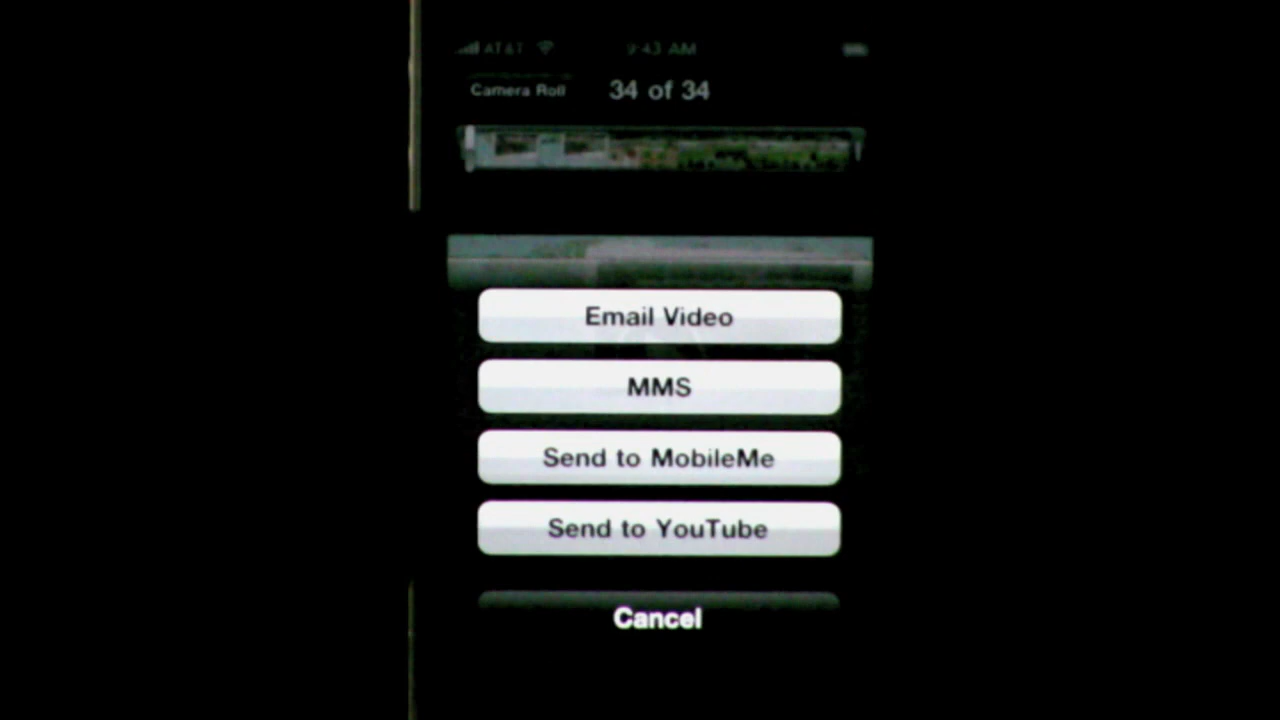 AT&T 9:43 AM
Camera Roll 34 of 34
Email Video
MMS
Send to MobileMe
Send to YouTube
Cancel